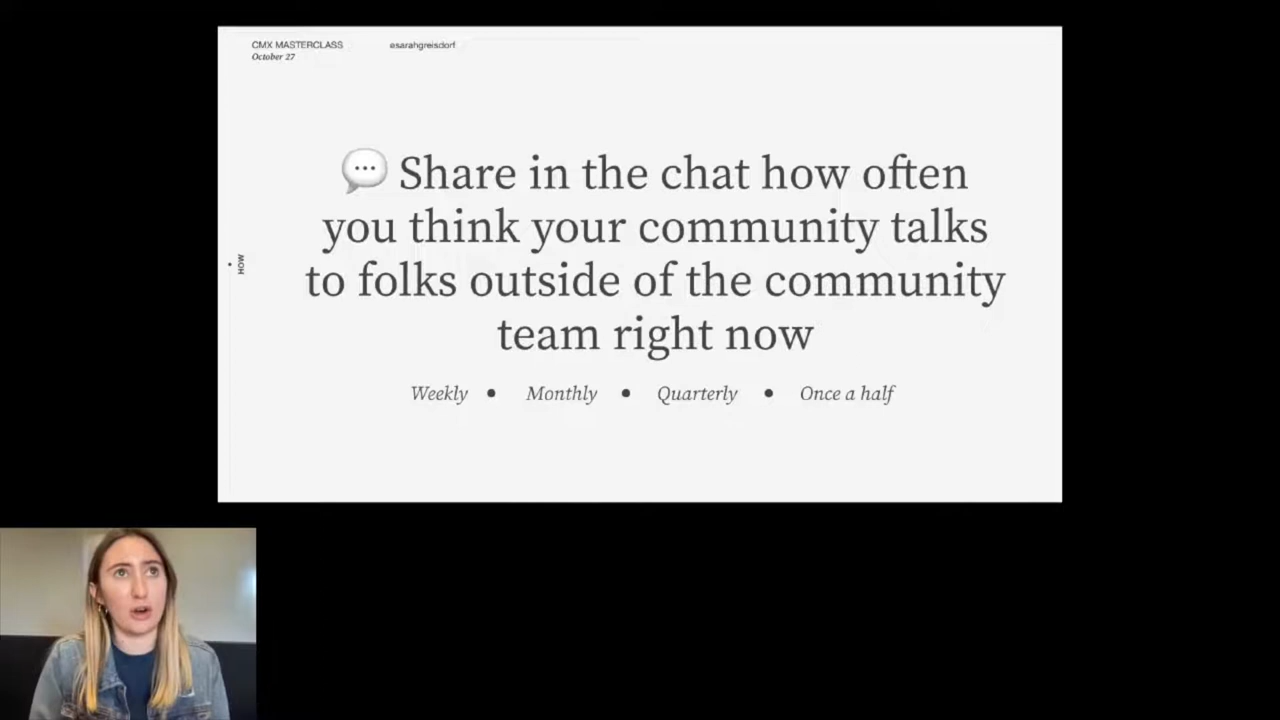 CMX MASTERCLASS
@sarahgreisdorf
October 27
Share in the chat how often
you think your community talks
to folks outside of the community
team right now
HOW
Weekly • Monthly • Quarterly • Once a half